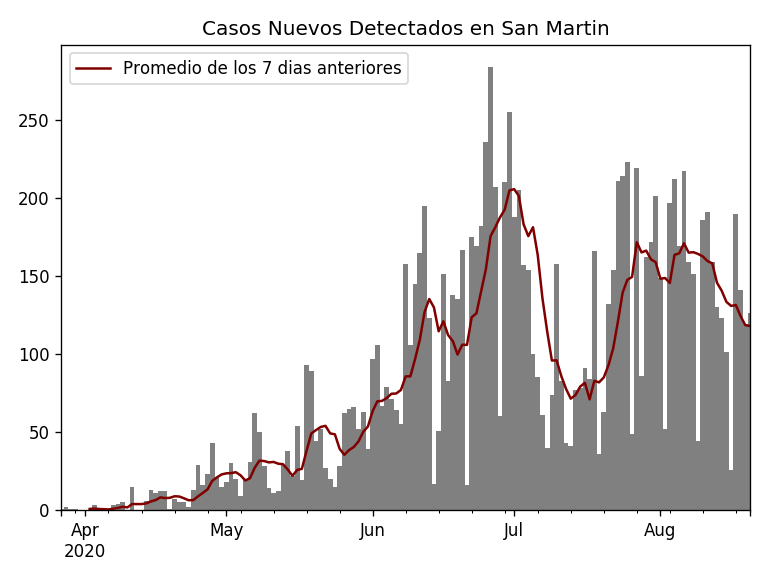 Casos Nuevos Detectados en San Martin
Promedio de los 7 dias anteriores
250
200
150
100
50
0
Apr May Jun Jul Aug
2020